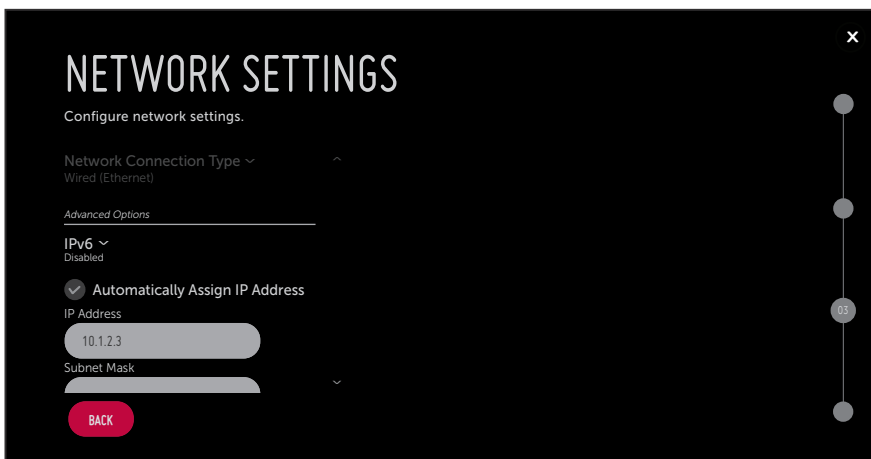 X
NETWORK SETTINGS
Configure network settings.
Network Connection Type
Wired (Ethernet)
Advanced Options
IPv6
Disabled
Automatically Assign IP Address
IP Address
03
10.1.2.3
Subnet Mask
BACK